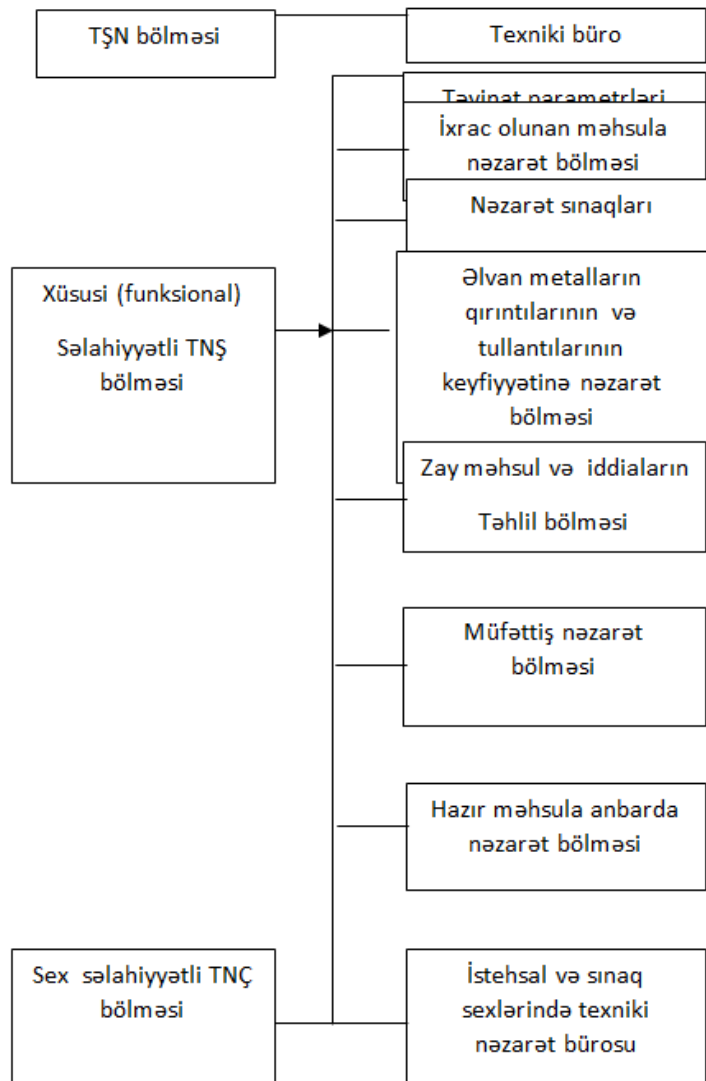 TŞN bölməsi
Texniki büro
Təyinat parametrləri
İxrac olunan məhsula
nəzarət bölməsi
Nəzarət sınaqları
Xüsusi (funksional)
Səlahiyyətli TNŞ
bölməsi
Əlvan metalların
qırıntılarının və
tullantılarının
keyfiyyətinə nəzarət
bölməsi
Zay məhsul və iddiaların
Təhlil bölməsi
Müfəttiş nəzarət
bölməsi
Hazır məhsula anbarda
nəzarət bölməsi
Sex səlahiyyətli TNÇ
bölməsi
İstehsal və sınaq
sexlərində texniki
nəzarət bürosu